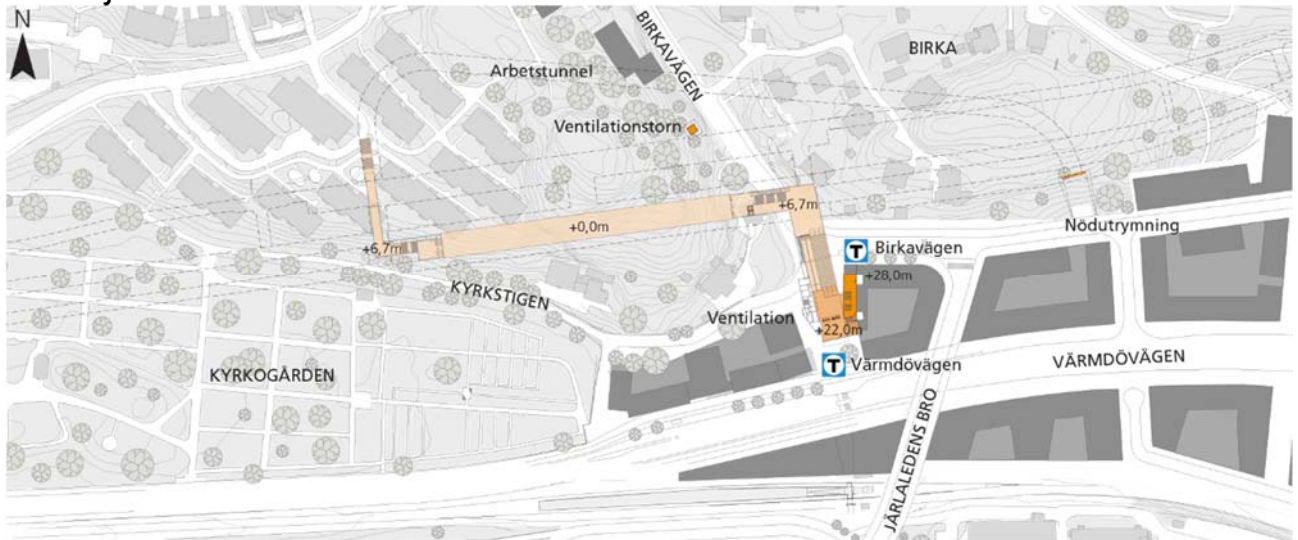 N
BIRKAVÄGEN
BIRKA
Arbetstunnel
Ventilationstorn
+6,7m
+0,0m
Nödutrymning
+6,7m
T Birkavägen
+28,0m
KYRKSTIGEN
Ventilation
+22,0m
T Värmdövägen
VÄRMDÖVÄGEN
KYRKOGÅRDEN
JÄRLALEDENS BRO